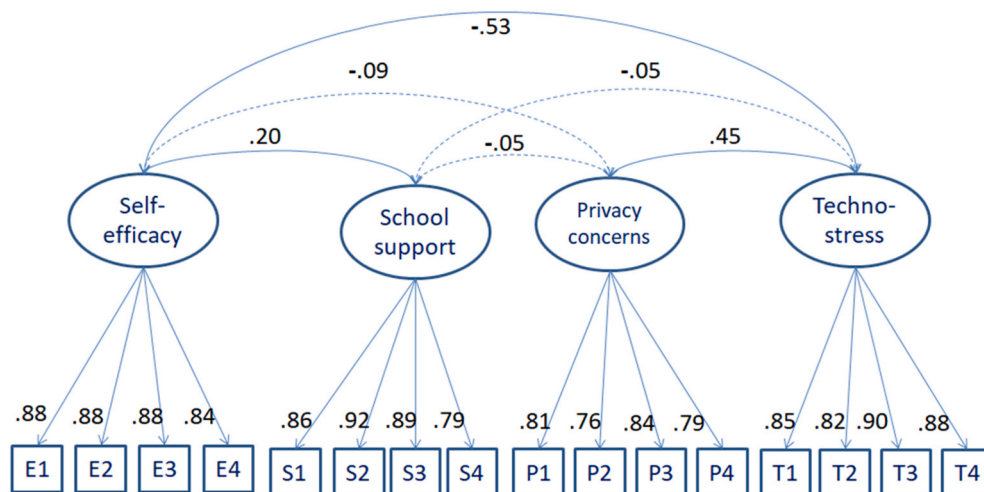 -.53
-.09
-.05
.20
-.05
.45
Self-
efficacy
School
support
Privacy
concerns
Techno-
stress
.88
.88
.88
.84
.86
.92
.89
.79
.81
.76
.84
.79
.85
.82
.90
.88
E1
E2
E3
E4
S1
S2
S3
S4
P1
P2
P3
P4
T1
T2
T3
T4